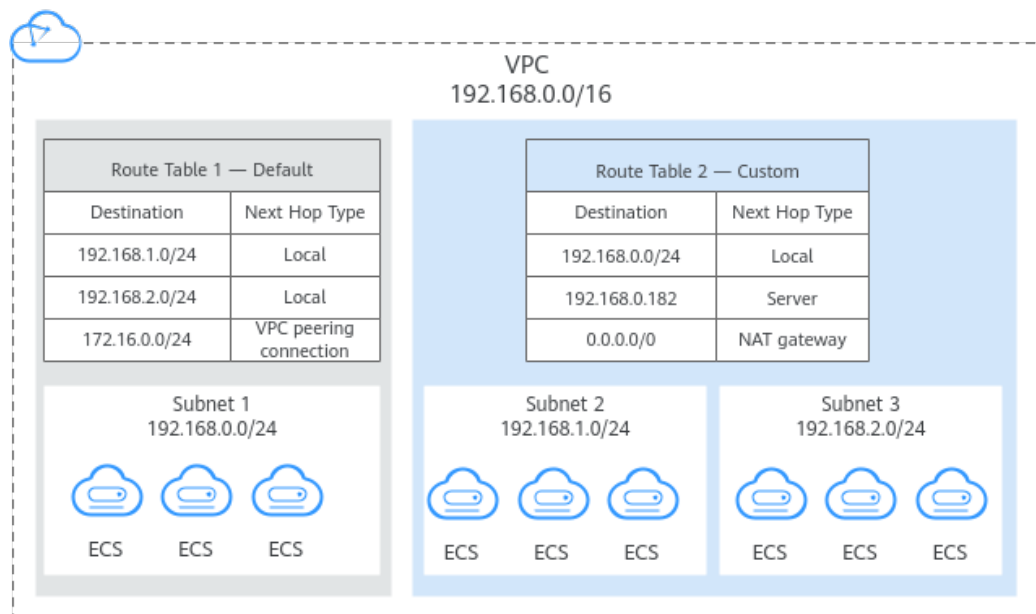 VPC
192.168.0.0/16
Route Table 1 — Default
Destination Next Hop Type
192.168.1.0/24 Local
192.168.2.0/24 Local
172.16.0.0/24 VPC peering
connection
Route Table 2 — Custom
Destination Next Hop Type
192.168.0.0/24 Local
192.168.0.182 Server
0.0.0.0/0 NAT gateway
Subnet 1
192.168.0.0/24
ECS ECS ECS
Subnet 2
192.168.1.0/24
ECS ECS ECS
Subnet 3
192.168.2.0/24
ECS ECS ECS